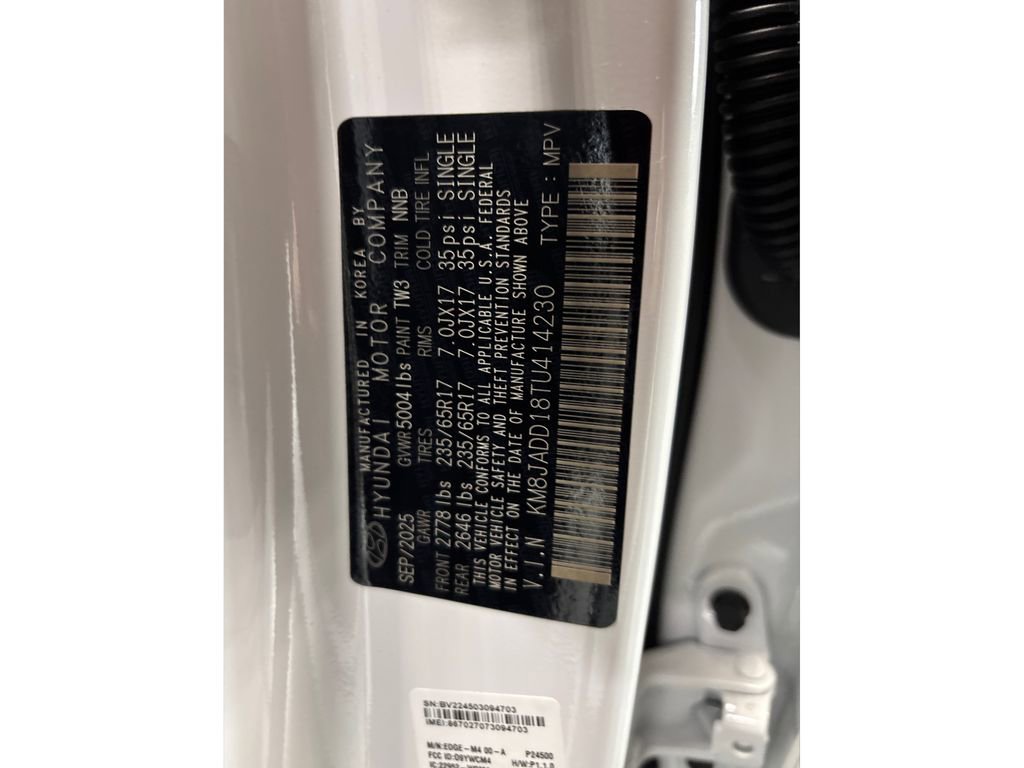 MANUFACTURED IN KOREA BY
HYUNDAI MOTOR COMPANY
SEP/2025 GVWR 5004 lbs PAINT TW3 TRIM NNB
GAWR TIRES RIMS COLD TIRE INFL
FRONT 2778 lbs 235/65R17 7.0JX17 35psi SINGLE
REAR 2646 lbs 235/65R17 7.0JX17 35psi SINGLE
THIS VEHICLE CONFORMS TO ALL APPLICABLE U.S.A. FEDERAL
MOTOR VEHICLE SAFETY AND THEFT PREVENTION STANDARDS
IN EFFECT ON THE DATE OF MANUFACTURE SHOWN ABOVE
V.I.N KM8JADD18TU414230 TYPE : MPV
SN:BV224503094703
IMEI:867027073094703
M/N:EDGE-M4 00-A P24500
FCC ID:O9YWCM4 H/W:P1.1.0